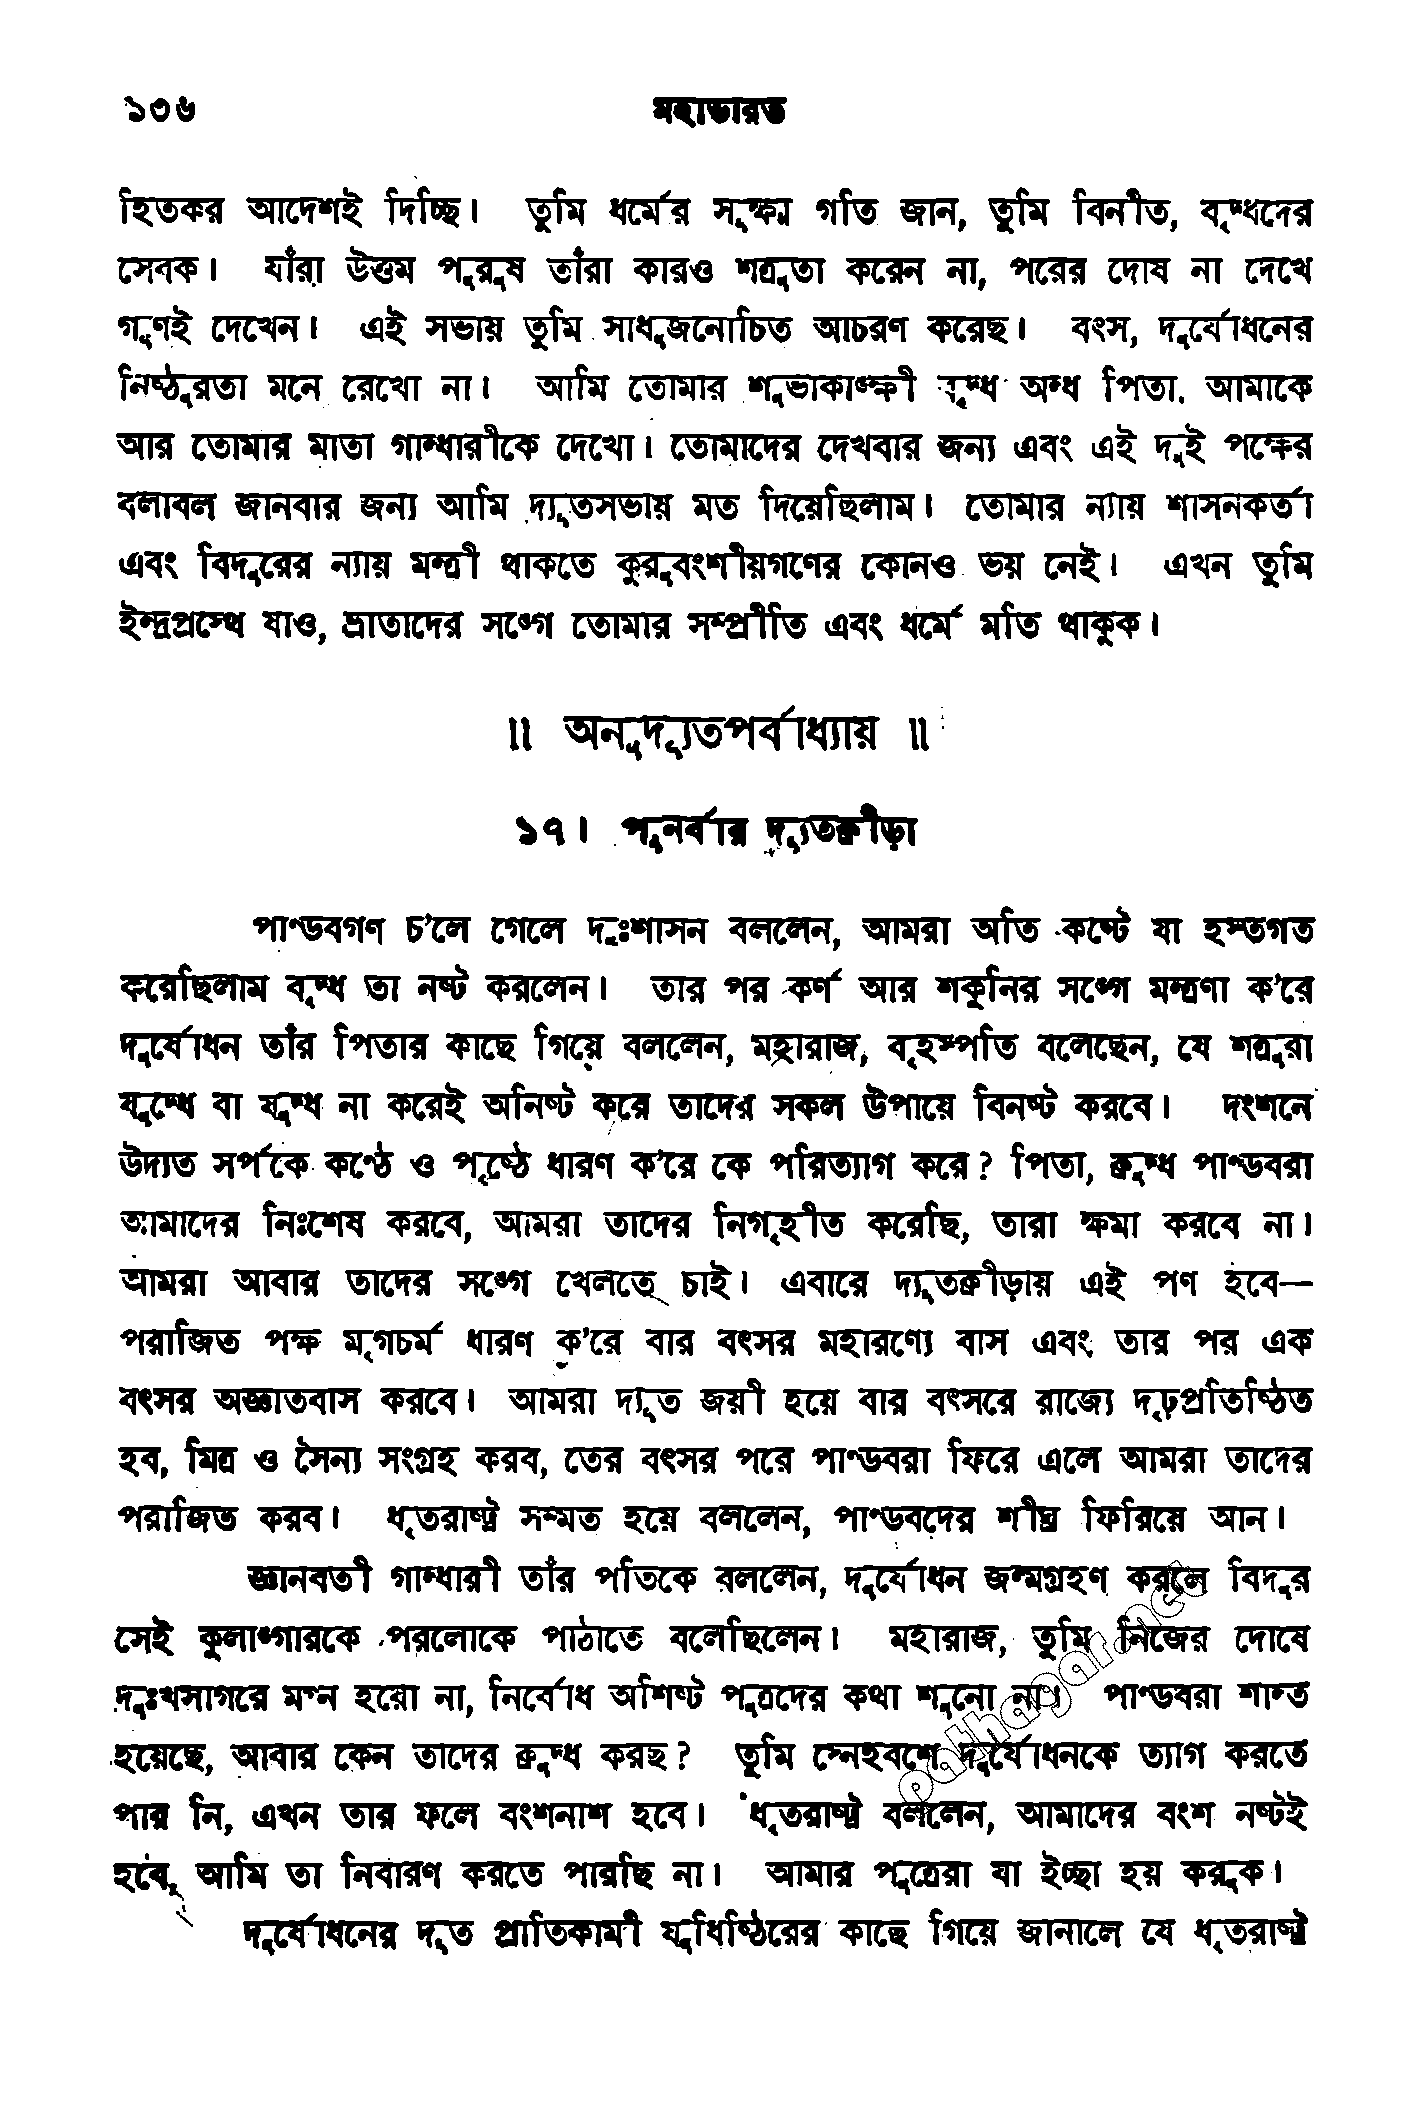 ১৩৬ মহাভারত
হিতকর আদেশই দিচ্ছি। তুমি ধর্মের সূক্ষ্ম গতি জান, তুমি বিনীত, বৃদ্ধদের
সেবক। যাঁরা উত্তম পুরুষ তাঁরা কারও শত্রুতা করেন না, পরের দোষ না দেখে
গুণই দেখেন। এই সভায় তুমি সাধুজনোচিত আচরণ করেছ। বৎস, দুর্যোধনের
নিষ্ঠুরতা মনে রেখো না। আমি তোমার শুভাকাঙ্ক্ষী বৃদ্ধ অন্ধ পিতা, আমাকে
আর তোমার মাতা গান্ধারীকে দেখো। তোমাদের দেখবার জন্য এবং এই দুই পক্ষের
বলাবল জানবার জন্য আমি দ্যূতসভায় মত দিয়েছিলাম। তোমার ন্যায় শাসনকর্তা
এবং বিদুরের ন্যায় মন্ত্রী থাকতে কুরুবংশীয়গণের কোনও ভয় নেই। এখন তুমি
ইন্দ্রপ্রস্থে যাও, ভ্রাতাদের সঙ্গে তোমার সম্প্রীতি এবং ধর্মে মতি থাকুক।
॥ অনুদ্যূতপর্বাধ্যায় ॥
১৭। পুনর্বার দ্যূতক্রীড়া
পাণ্ডবগণ চ’লে গেলে দুঃশাসন বললেন, আমরা অতি কষ্টে যা হস্তগত
করেছিলাম বৃদ্ধ তা নষ্ট করলেন। তার পর কর্ণ আর শকুনির সঙ্গে মন্ত্রণা ক’রে
দুর্যোধন তাঁর পিতার কাছে গিয়ে বললেন, মহারাজ, বৃহস্পতি বলেছেন, যে শত্রুরা
যুদ্ধে বা যুদ্ধ না করেই অনিষ্ট করে তাদের সকল উপায়ে বিনষ্ট করবে। দংশনে
উদ্যত সর্পকে কণ্ঠে ও পৃষ্ঠে ধারণ ক’রে কে পরিত্যাগ করে? পিতা, ক্রুদ্ধ পাণ্ডবরা
আমাদের নিঃশেষ করবে, আমরা তাদের নিগৃহীত করেছি, তারা ক্ষমা করবে না।
আমরা আবার তাদের সঙ্গে খেলতে চাই। এবারে দ্যূতক্রীড়ায় এই পণ হবে—
পরাজিত পক্ষ মৃগচর্ম ধারণ ক’রে বার বৎসর মহারণ্যে বাস এবং তার পর এক
বৎসর অজ্ঞাতবাস করবে। আমরা দ্যূত জয়ী হয়ে বার বৎসরে রাজ্যে দৃঢ়প্রতিষ্ঠিত
হব, মিত্র ও সৈন্য সংগ্রহ করব, তের বৎসর পরে পাণ্ডবরা ফিরে এলে আমরা তাদের
পরাজিত করব। ধৃতরাষ্ট্র সম্মত হয়ে বললেন, পাণ্ডবদের শীঘ্র ফিরিয়ে আন।
জ্ঞানবতী গান্ধারী তাঁর পতিকে বললেন, দুর্যোধন জন্মগ্রহণ করলে বিদুর
সেই কুলাঙ্গারকে পরলোকে পাঠাতে বলেছিলেন। মহারাজ, তুমি নিজের দোষে
দুঃখসাগরে মগ্ন হয়ো না, নির্বোধ অশিষ্ট পুত্রদের কথা শুনো না। পাণ্ডবরা শান্ত
হয়েছে, আবার কেন তাদের ক্রুদ্ধ করছ? তুমি স্নেহবশে দুর্যোধনকে ত্যাগ করতে
পার নি, এখন তার ফলে বংশনাশ হবে। ধৃতরাষ্ট্র বললেন, আমাদের বংশ নষ্টই
হবে, আমি তা নিবারণ করতে পারছি না। আমার পুত্রেরা যা ইচ্ছা হয় করুক।
দুর্যোধনের দূত প্রাতিকামী যুধিষ্ঠিরের কাছে গিয়ে জানালে যে ধৃতরাষ্ট্র